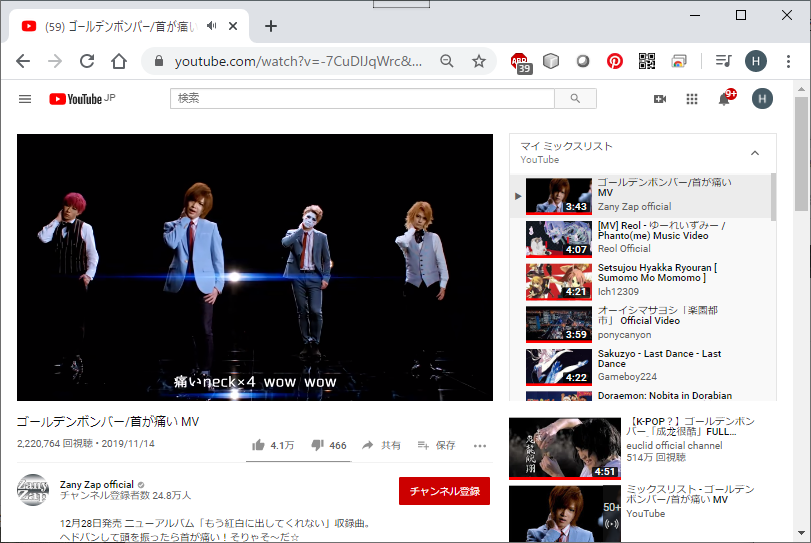 (59) ゴールデンボンバー/首が痛い
youtube.com/watch?v=-7CuDIJqWrc&...
ABP
39
H
YouTube JP
検索
9+
H
痛いneck×4 wow wow
ゴールデンボンバー/首が痛い MV
2,220,764 回視聴 • 2019/11/14
4.1万
466
共有
保存
Zany Zap
Zany Zap official
チャンネル登録者数 24.8万人
チャンネル登録
12月28日発売 ニューアルバム「もう紅白に出してくれない」収録曲。
ヘドバンして頭を振ったら首が痛い！そりゃそ～だ☆
マイ ミックスリスト
YouTube
ゴールデンボンバー/首が痛い
MV
Zany Zap official
3:43
[MV] Reol - ゆーれいずみー /
Phanto(me) Music Video
Reol Official
4:07
Setsujou Hyakka Ryouran [
Sumomo Mo Momomo ]
Ich12309
4:21
オーイシマサヨシ「楽園都
市」 Official Video
ponycanyon
3:59
Sakuzyo - Last Dance - Last
Dance
Gameboy224
4:22
Doraemon: Nobita in Dorabian
【K-POP？】ゴールデンボン
バー「成龙很酷」FULL...
euclid official channel
514万 回視聴
4:51
ミックスリスト - ゴールデンボ
ンバー/首が痛い MV
YouTube
50+